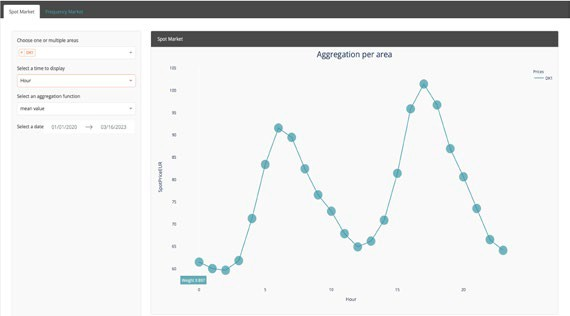 Spot Market
Frequency Market
Choose one or multiple areas
× DK1
Select a time to display
Hour
Select an aggregation function
mean value
Select a date 01/01/2020 → 03/16/2023
Spot Market
Aggregation per area
Prices
DK1
105
100
95
90
85
80
75
70
65
60
SpotPriceEUR
0
5
10
15
20
Hour